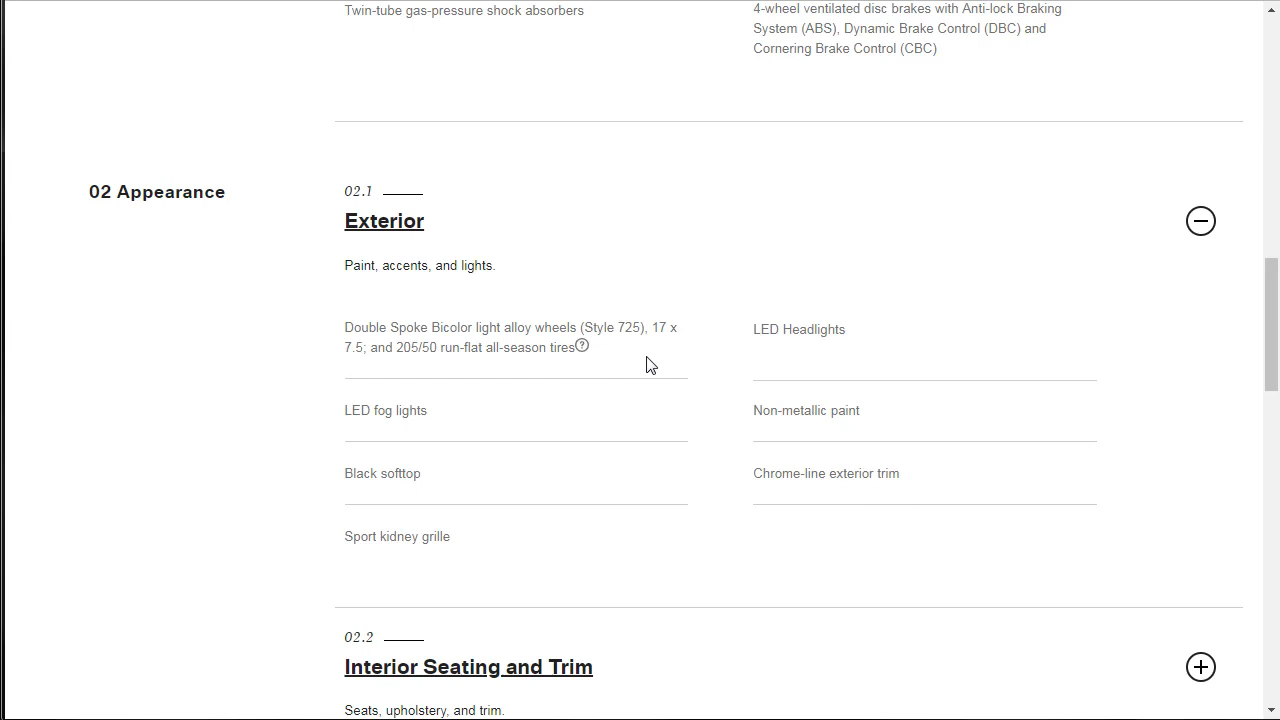 Twin-tube gas-pressure shock absorbers
4-wheel ventilated disc brakes with Anti-lock Braking
System (ABS), Dynamic Brake Control (DBC) and
Cornering Brake Control (CBC)
02 Appearance
02.1
Exterior
Paint, accents, and lights.
Double Spoke Bicolor light alloy wheels (Style 725), 17 x
7.5; and 205/50 run-flat all-season tires?
LED Headlights
LED fog lights
Non-metallic paint
Black softtop
Chrome-line exterior trim
Sport kidney grille
02.2
Interior Seating and Trim
Seats, upholstery, and trim.